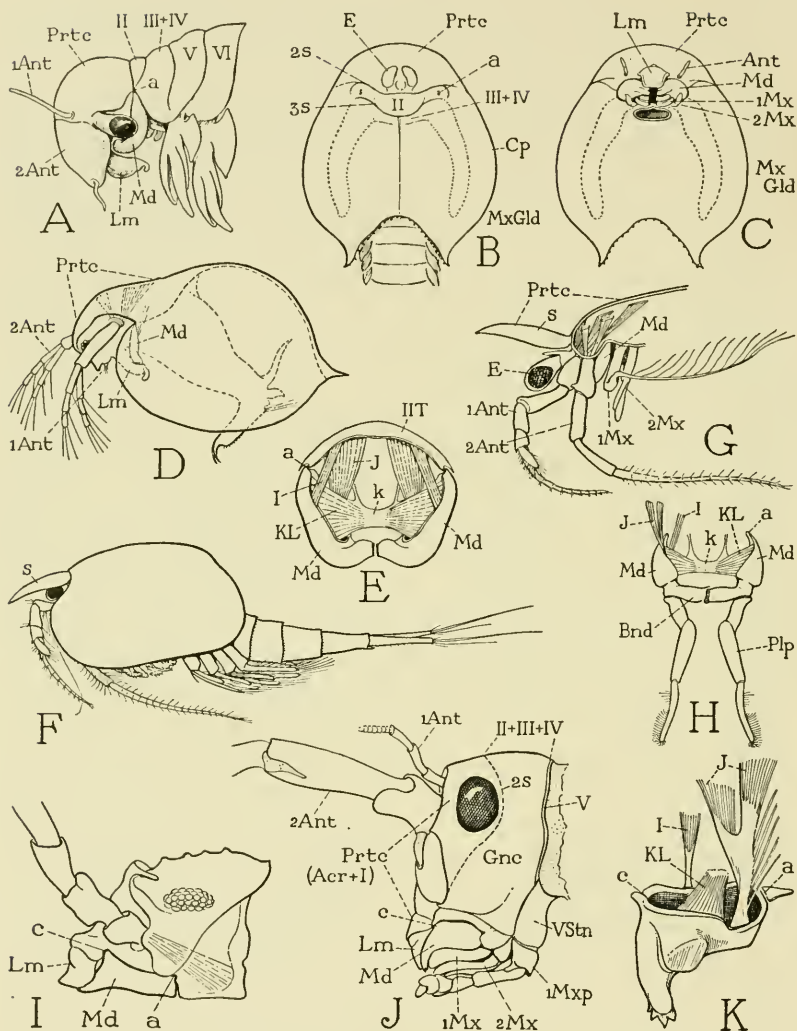 II III+IV
Prtc V VI
1Ant a
2Ant
Md
Lm
A
E Prtc
2s a
3s II III+IV
Cp
MxGld
B
Lm Prtc
Ant
Md
1Mx
2Mx
Mx
Gld
C
Prtc
2Ant
Md
Lm
1Ant
D
IIT
a J
I k
KL
Md Md
E
Prtc
s Md
E
1Ant
2Ant 1Mx 2Mx
G
s
F
J I KL a
k
Md Md
Bnd Plp
H
c
Lm
Md a
I
1Ant II+III+IV
2s
2Ant V
Prtc
(Acr+I) Gnc
c
Lm VStn
Md
1Mx 2Mx 1Mxp
J
J
I
KL
c a
K